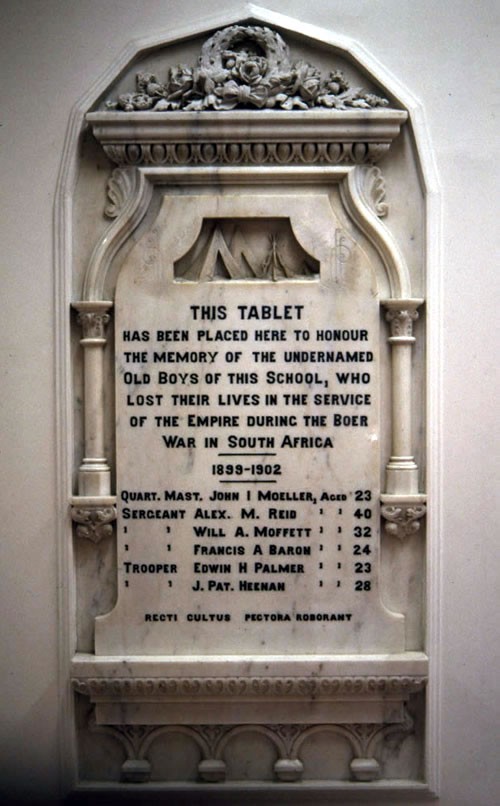 THIS TABLET
HAS BEEN PLACED HERE TO HONOUR
THE MEMORY OF THE UNDERNAMED
OLD BOYS OF THIS SCHOOL, WHO
LOST THEIR LIVES IN THE SERVICE
OF THE EMPIRE DURING THE BOER
WAR IN SOUTH AFRICA
1899-1902
QUART. MAST. JOHN I MOELLER, AGED 23
SERGEANT ALEX. M. REID " 40
" WILL A. MOFFETT " 32
" FRANCIS A BARON " 24
TROOPER EDWIN H PALMER " 23
" J. PAT. HEENAN " 28
RECTI CULTUS PECTORA ROBORANT